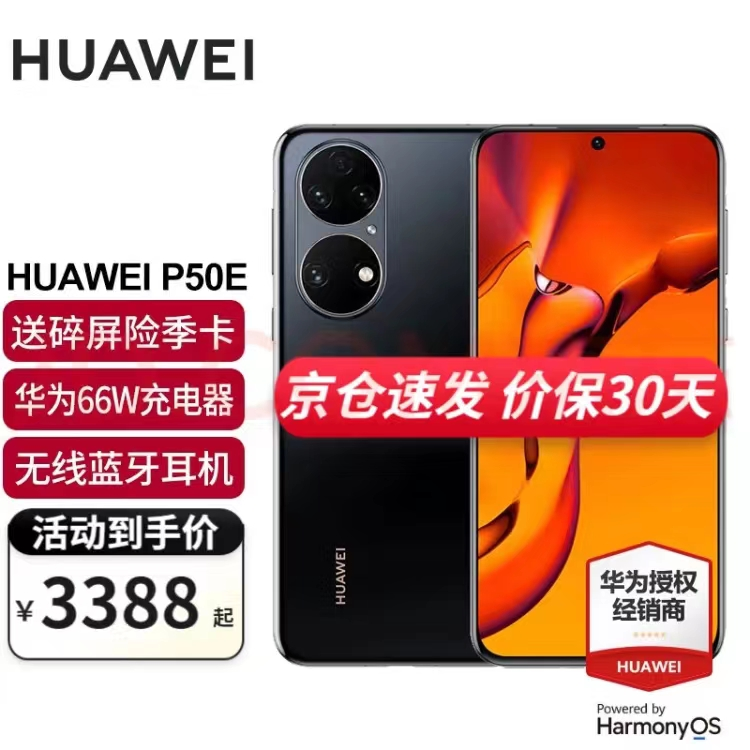 HUAWEI
HUAWEI P50E
送碎屏险季卡
华为66W充电器
无线蓝牙耳机
活动到手价
¥3388起
京仓速发 价保30天
HUAWEI
华为授权
经销商
HUAWEI
Powered by
HarmonyOS